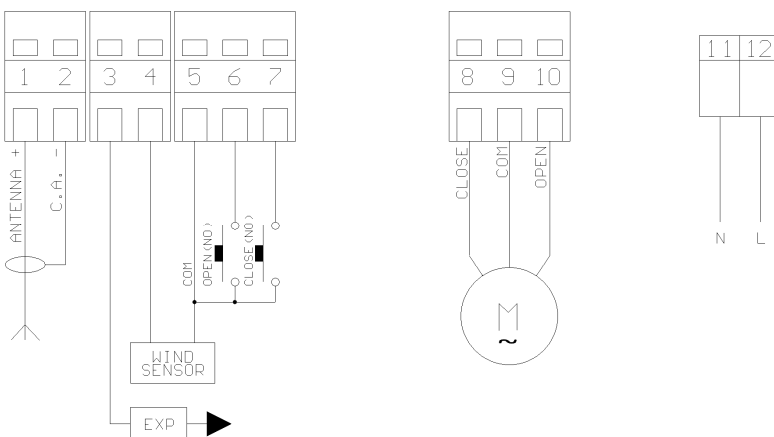 1 2 3 4 5 6 7 8 9 10 11 12
ANTENNA +
C.A. -
COM
OPEN(NO)
CLOSE(NO)
CLOSE
COM
OPEN
N L
M
~
WIND
SENSOR
EXP